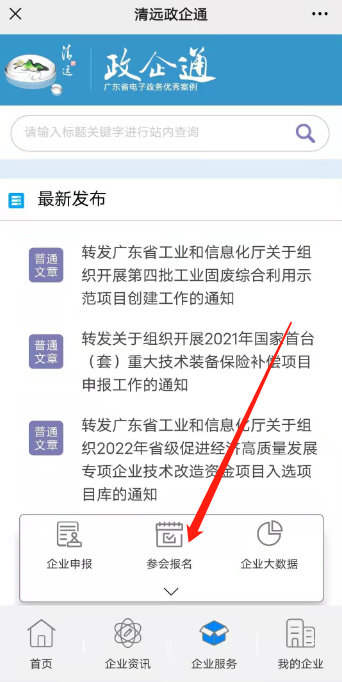 清远政企通
清远
政企通
广东省电子政务优秀案例
请输入标题关键字进行站内查询
最新发布
普通
文章
转发广东省工业和信息化厅关于组
织开展第四批工业固废综合利用示
范项目创建工作的通知
普通
文章
转发关于组织开展2021年国家首台
（套）重大技术装备保险补偿项目
申报工作的通知
普通
文章
转发广东省工业和信息化厅关于组
织2022年省级促进经济高质量发展
专项企业技术改造资金项目入选项
目库的通知
企业申报
参会报名
企业大数据
首页
企业资讯
企业服务
我的企业